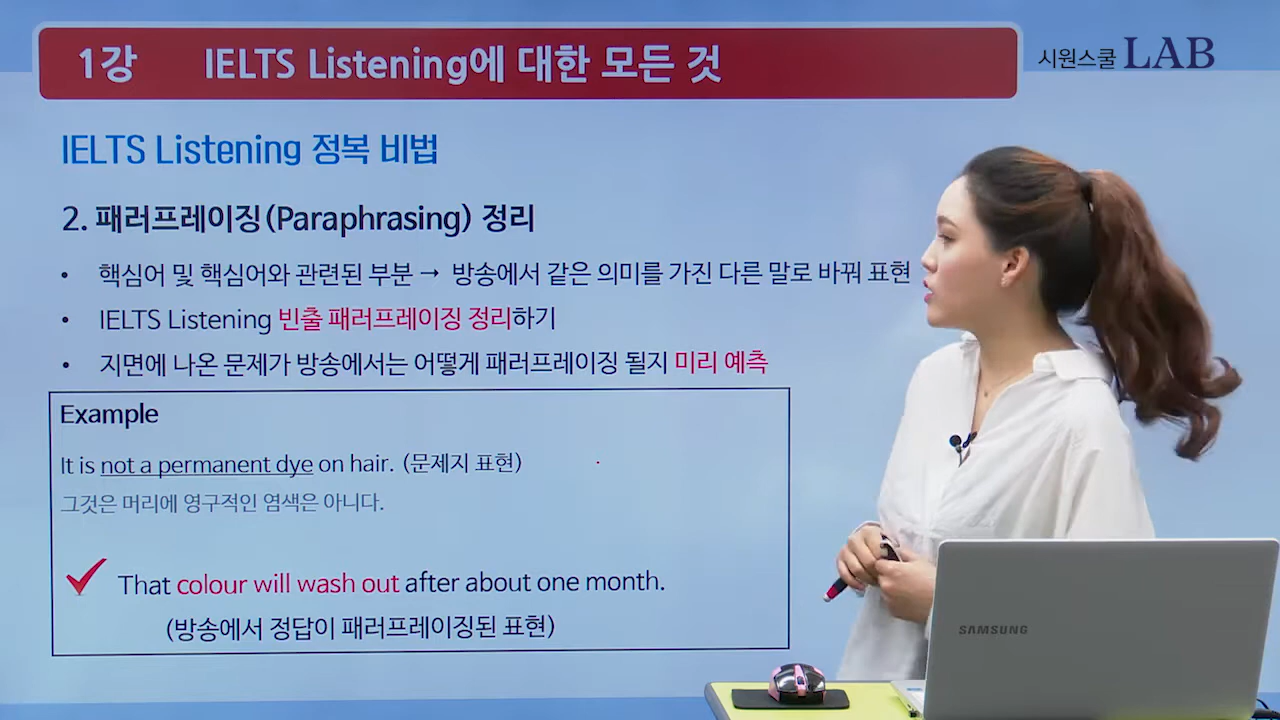 1강 IELTS Listening에 대한 모든 것
시원스쿨 LAB
IELTS Listening 정복 비법
2. 패러프레이징(Paraphrasing) 정리
• 핵심어 및 핵심어와 관련된 부분 → 방송에서 같은 의미를 가진 다른 말로 바꿔 표현
• IELTS Listening 빈출 패러프레이징 정리하기
• 지면에 나온 문제가 방송에서는 어떻게 패러프레이징 될지 미리 예측
Example
It is not a permanent dye on hair. (문제지 표현)
그것은 머리에 영구적인 염색은 아니다.
That colour will wash out after about one month.
(방송에서 정답이 패러프레이징된 표현)
SAMSUNG